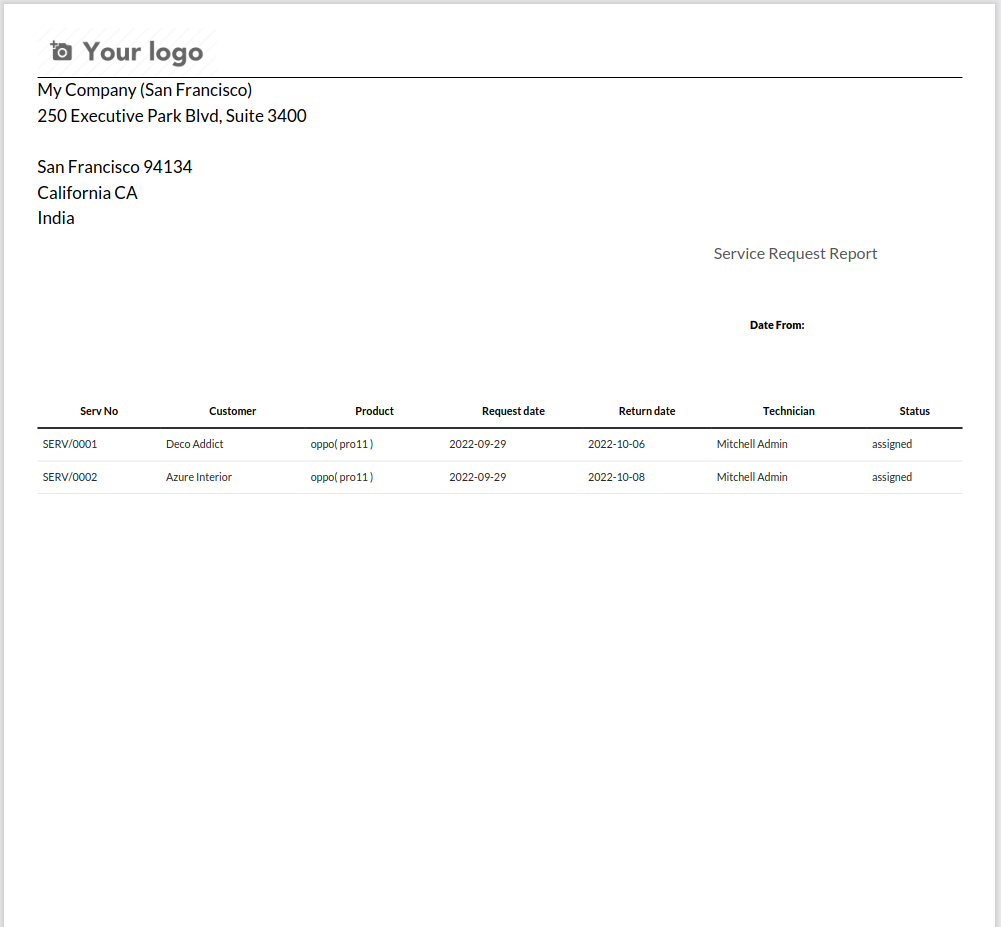 Your logo
My Company (San Francisco)
250 Executive Park Blvd, Suite 3400
San Francisco 94134
California CA
India
Service Request Report
Date From:
Serv No Customer Product Request date Return date Technician Status
SERV/0001 Deco Addict oppo( pro11 ) 2022-09-29 2022-10-06 Mitchell Admin assigned
SERV/0002 Azure Interior oppo( pro11 ) 2022-09-29 2022-10-08 Mitchell Admin assigned